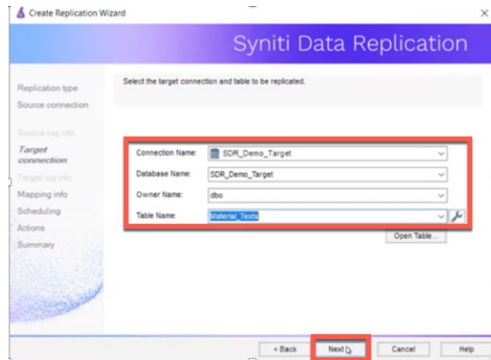 Create Replication Wizard
Syniti Data Replication
Select the target connection and table to be replicated.
Replication type
Source connection
Source log info
Target connection
Target log info
Mapping info
Scheduling
Actions
Summary
Connection Name: SDR_Demo_Target
Database Name: SDR_Demo_Target
Owner Name: dbo
Table Name: Material_Texts
Open Table...
< Back Next Cancel Help